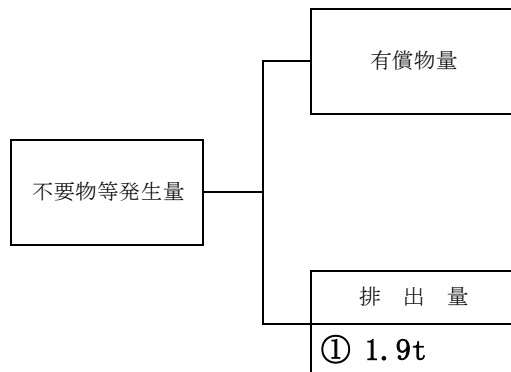 有償物量
不要物等発生量
排 出 量
① 1.9t